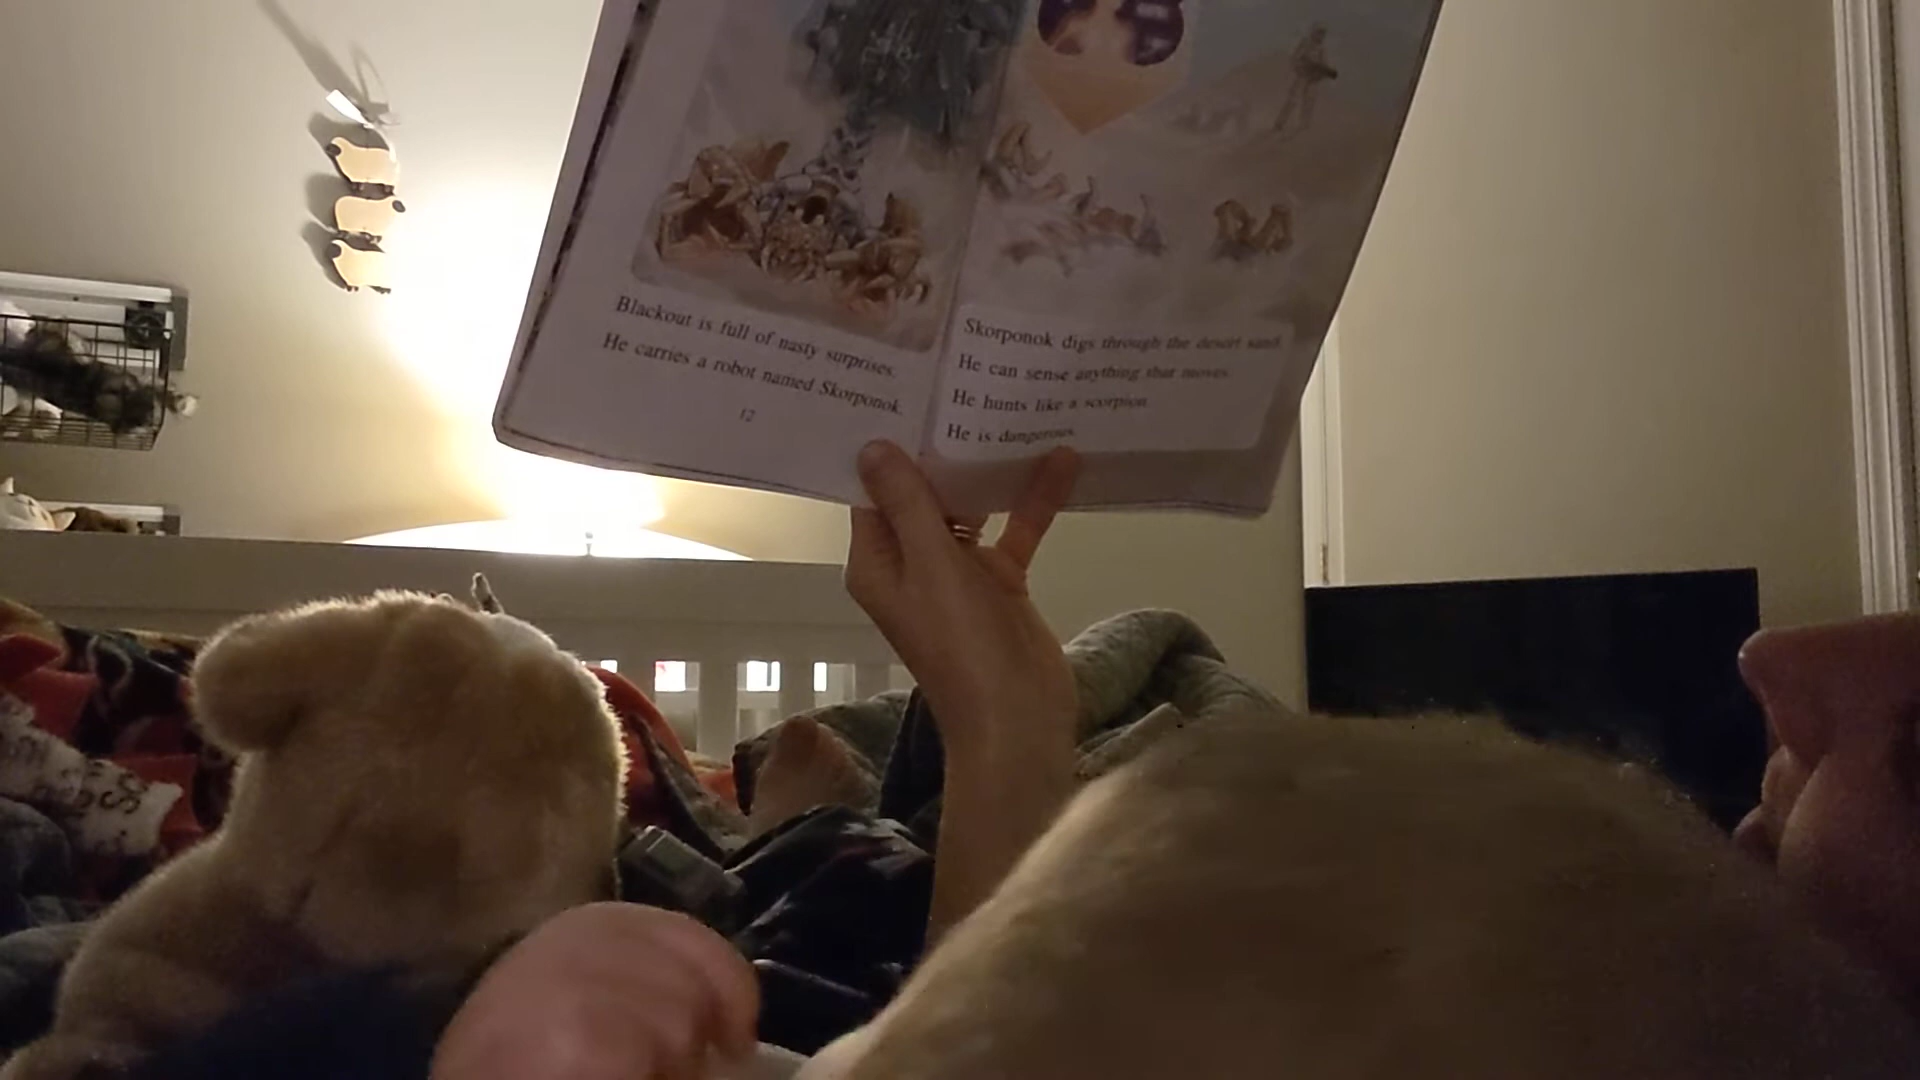 Blackout is full of nasty surprises.
He carries a robot named Skorponok.
12
Skorponok digs through the desert sand.
He can sense anything that moves.
He hunts like a scorpion.
He is dangerous.